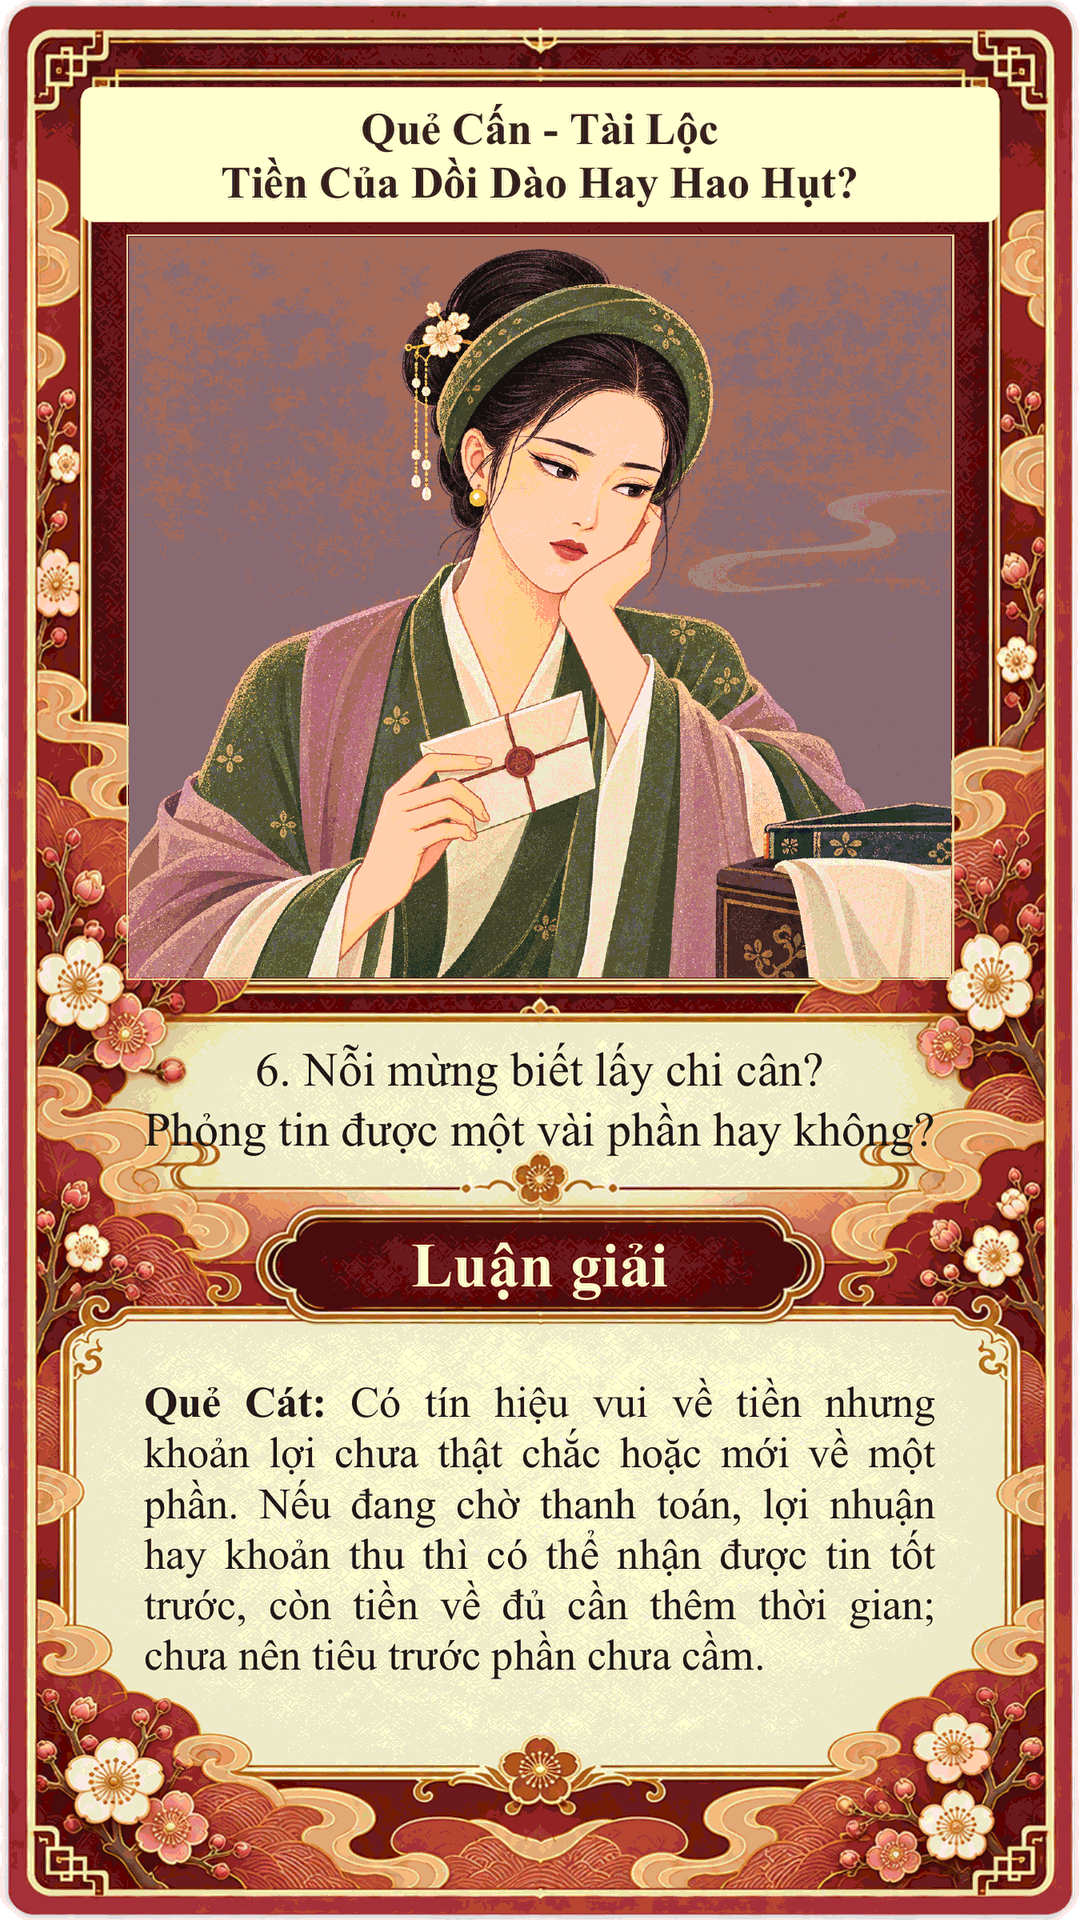 Quẻ Cấn - Tài Lộc
Tiền Của Dồi Dào Hay Hao Hụt?
6. Nỗi mừng biết lấy chi cân?
Phỏng tin được một vài phần hay không?
Luận giải
Quẻ Cát: Có tín hiệu vui về tiền nhưng
khoản lợi chưa thật chắc hoặc mới về một
phần. Nếu đang chờ thanh toán, lợi nhuận
hay khoản thu thì có thể nhận được tin tốt
trước, còn tiền về đủ cần thêm thời gian;
chưa nên tiêu trước phần chưa cầm.